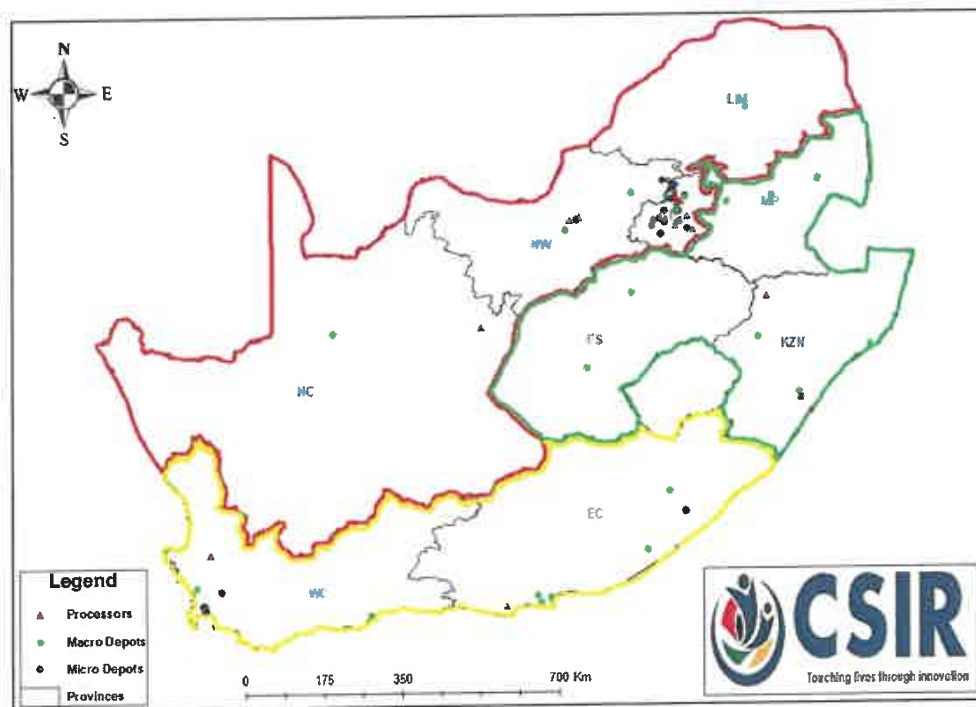 N
W E
S
LIM
MP
NW
FS
KZN
NC
EC
WC
Legend
Processors
Macro Depots
Micro Depots
Provinces
0 175 350 700 Km
CSIR
Touching lives through innovation